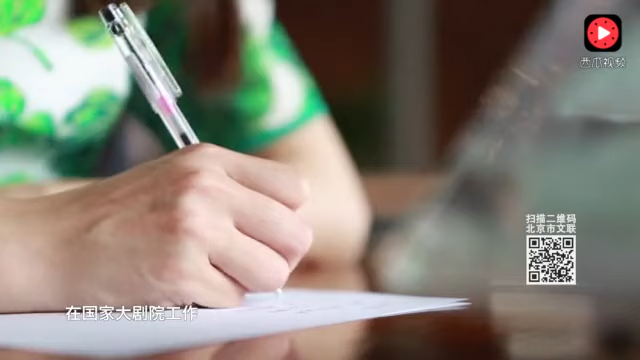 西瓜视频
扫描二维码
北京市文联
在国家大剧院工作